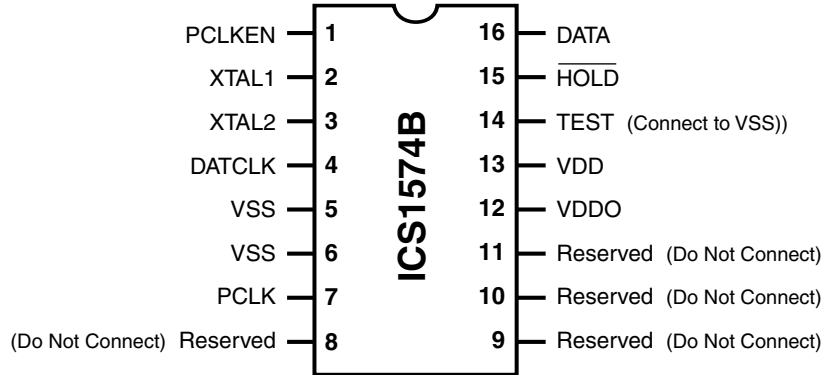 PCLKEN 1 16 DATA
XTAL1 2 15 HOLD
XTAL2 3 14 TEST (Connect to VSS))
DATCLK 4 13 VDD
VSS 5 12 VDDO
VSS 6 11 Reserved (Do Not Connect)
PCLK 7 10 Reserved (Do Not Connect)
(Do Not Connect) Reserved 8 9 Reserved (Do Not Connect)
ICS1574B